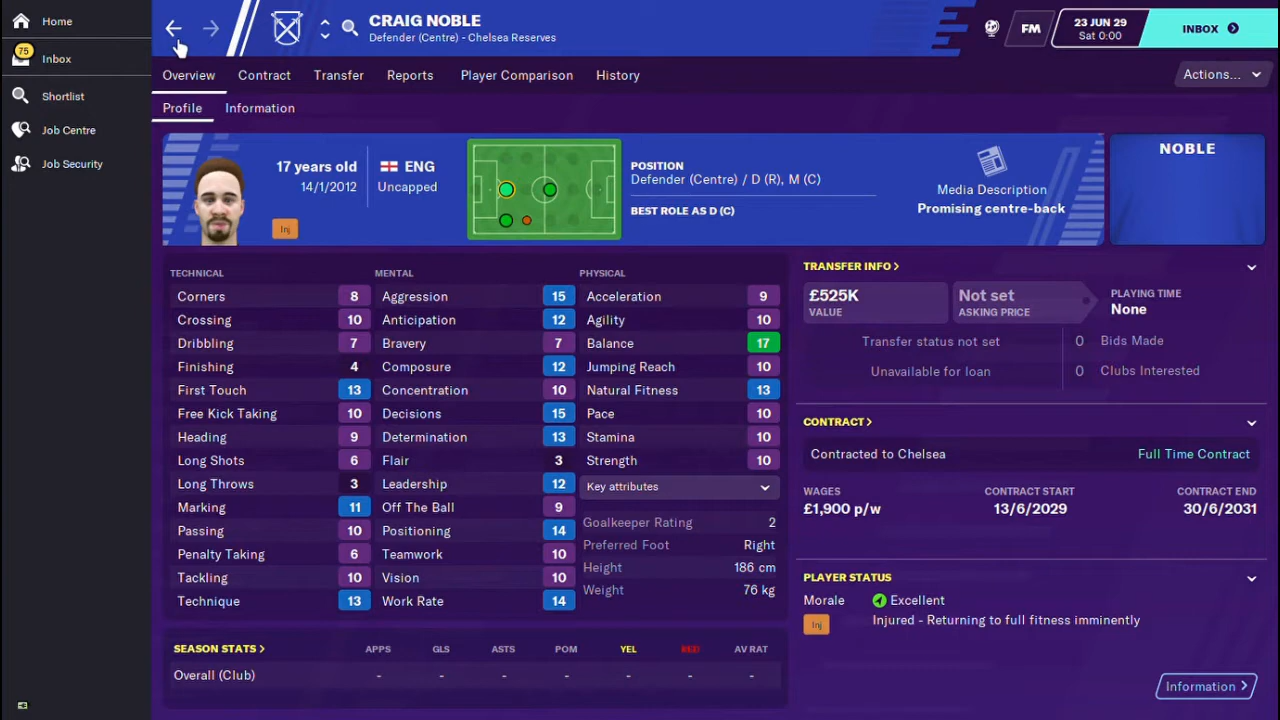 Home
75
Inbox
Shortlist
Job Centre
Job Security
CRAIG NOBLE
Defender (Centre) - Chelsea Reserves
FM
23 JUN 29
Sat 0:00
INBOX
Overview
Contract
Transfer
Reports
Player Comparison
History
Actions...
Profile
Information
17 years old
14/1/2012
ENG
Uncapped
Inj
POSITION
Defender (Centre) / D (R), M (C)
BEST ROLE AS D (C)
Media Description
Promising centre-back
NOBLE
TECHNICAL
Corners 8
Crossing 10
Dribbling 7
Finishing 4
First Touch 13
Free Kick Taking 10
Heading 9
Long Shots 6
Long Throws 3
Marking 11
Passing 10
Penalty Taking 6
Tackling 10
Technique 13
MENTAL
Aggression 15
Anticipation 12
Bravery 7
Composure 12
Concentration 10
Decisions 15
Determination 13
Flair 3
Leadership 12
Off The Ball 9
Positioning 14
Teamwork 10
Vision 10
Work Rate 14
PHYSICAL
Acceleration 9
Agility 10
Balance 17
Jumping Reach 10
Natural Fitness 13
Pace 10
Stamina 10
Strength 10
Key attributes
Goalkeeper Rating 2
Preferred Foot Right
Height 186 cm
Weight 76 kg
TRANSFER INFO >
£525K
VALUE
Not set
ASKING PRICE
PLAYING TIME
None
Transfer status not set
0 Bids Made
Unavailable for loan
0 Clubs Interested
CONTRACT >
Contracted to Chelsea
Full Time Contract
WAGES
£1,900 p/w
CONTRACT START
13/6/2029
CONTRACT END
30/6/2031
PLAYER STATUS
Morale
Excellent
Inj
Injured - Returning to full fitness imminently
Information >
SEASON STATS > APPS GLS ASTS POM YEL RED AV RAT
Overall (Club) - - - - - - -